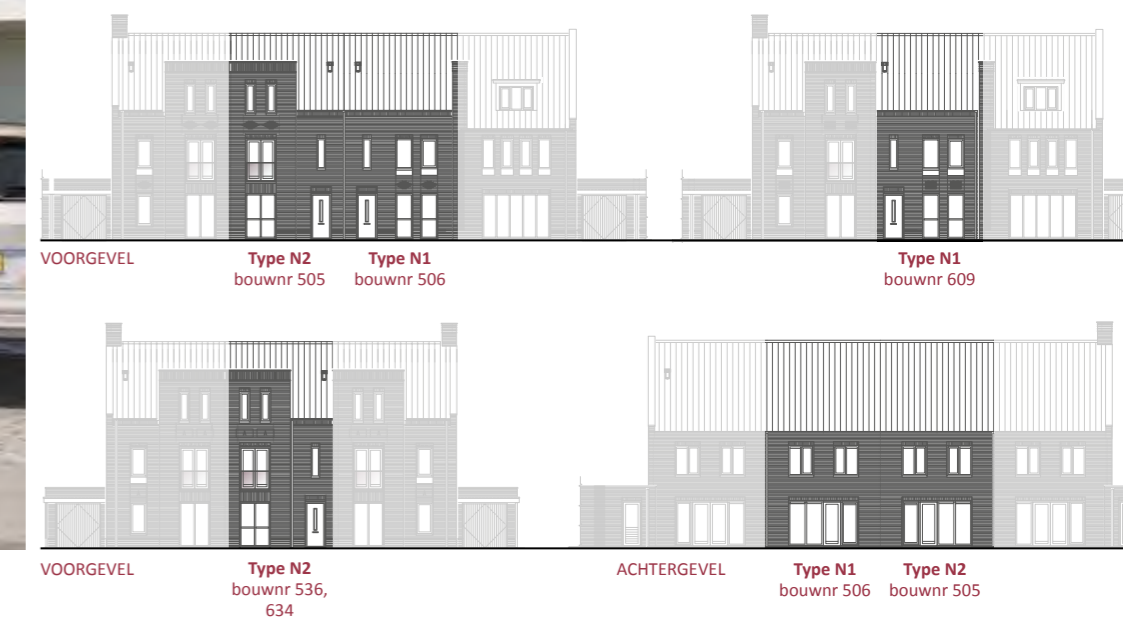 VOORGEVEL
Type N2
bouwnr 505
Type N1
bouwnr 506
Type N1
bouwnr 609
VOORGEVEL
Type N2
bouwnr 536,
634
ACHTERGEVEL
Type N1
bouwnr 506
Type N2
bouwnr 505